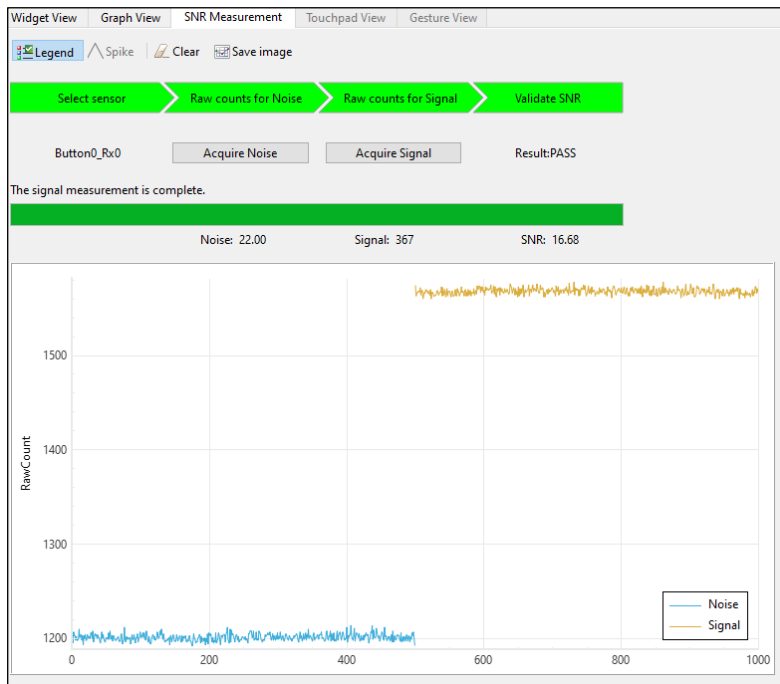 Widget View Graph View SNR Measurement Touchpad View Gesture View
Legend Spike Clear Save image
Select sensor Raw counts for Noise Raw counts for Signal Validate SNR
Button0_Rx0 Acquire Noise Acquire Signal Result:PASS
The signal measurement is complete.
Noise: 22.00 Signal: 367 SNR: 16.68
1500
1400
RawCount
1300
1200
Noise
Signal
0 200 400 600 800 1000